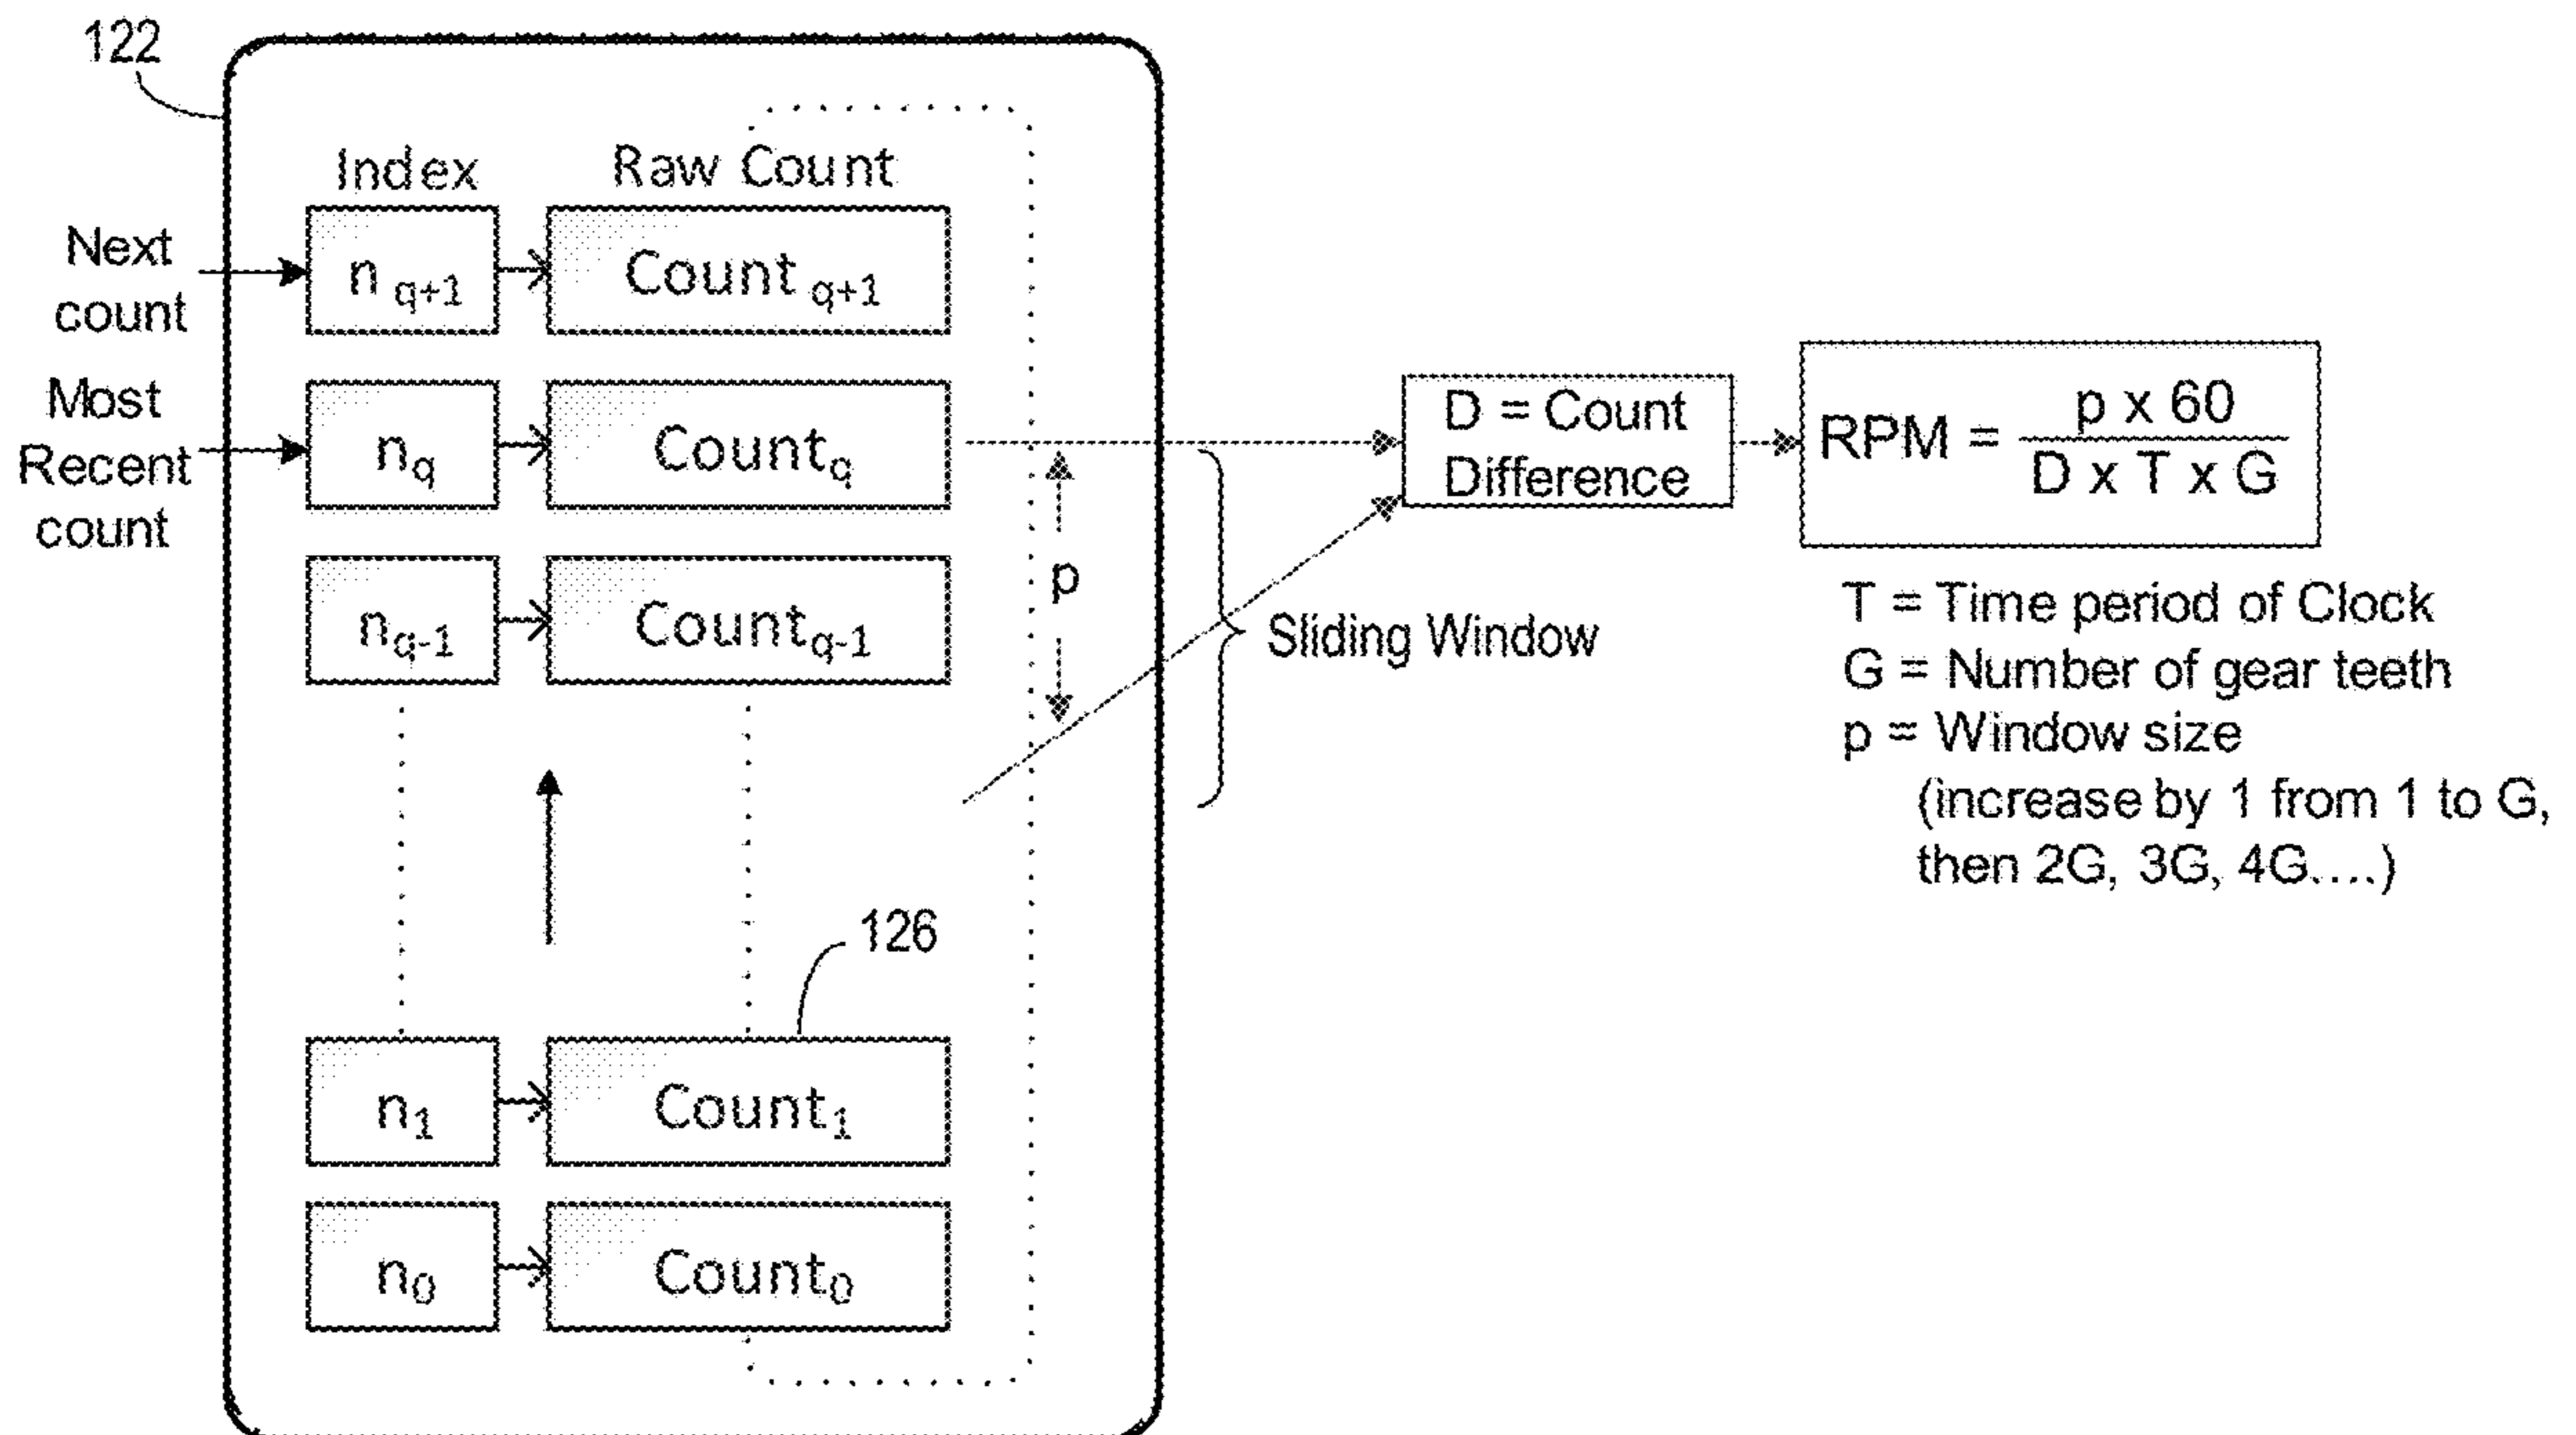 122
Index Raw Count
Next
count
n q+1
Count q+1
Most
Recent
count
nq
Countq
nq-1
Countq-1
p
Sliding Window
D = Count
Difference
RPM = p x 60
D x T x G
T = Time period of Clock
G = Number of gear teeth
p = Window size
(increase by 1 from 1 to G,
then 2G, 3G, 4G....)
126
n1
Count1
n0
Count0